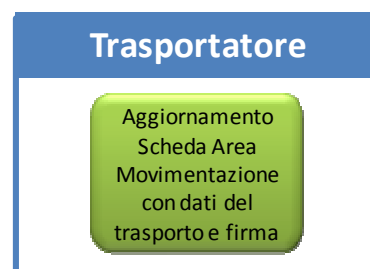 Trasportatore
Aggiornamento
Scheda Area
Movimentazione
con dati del
trasporto e firma